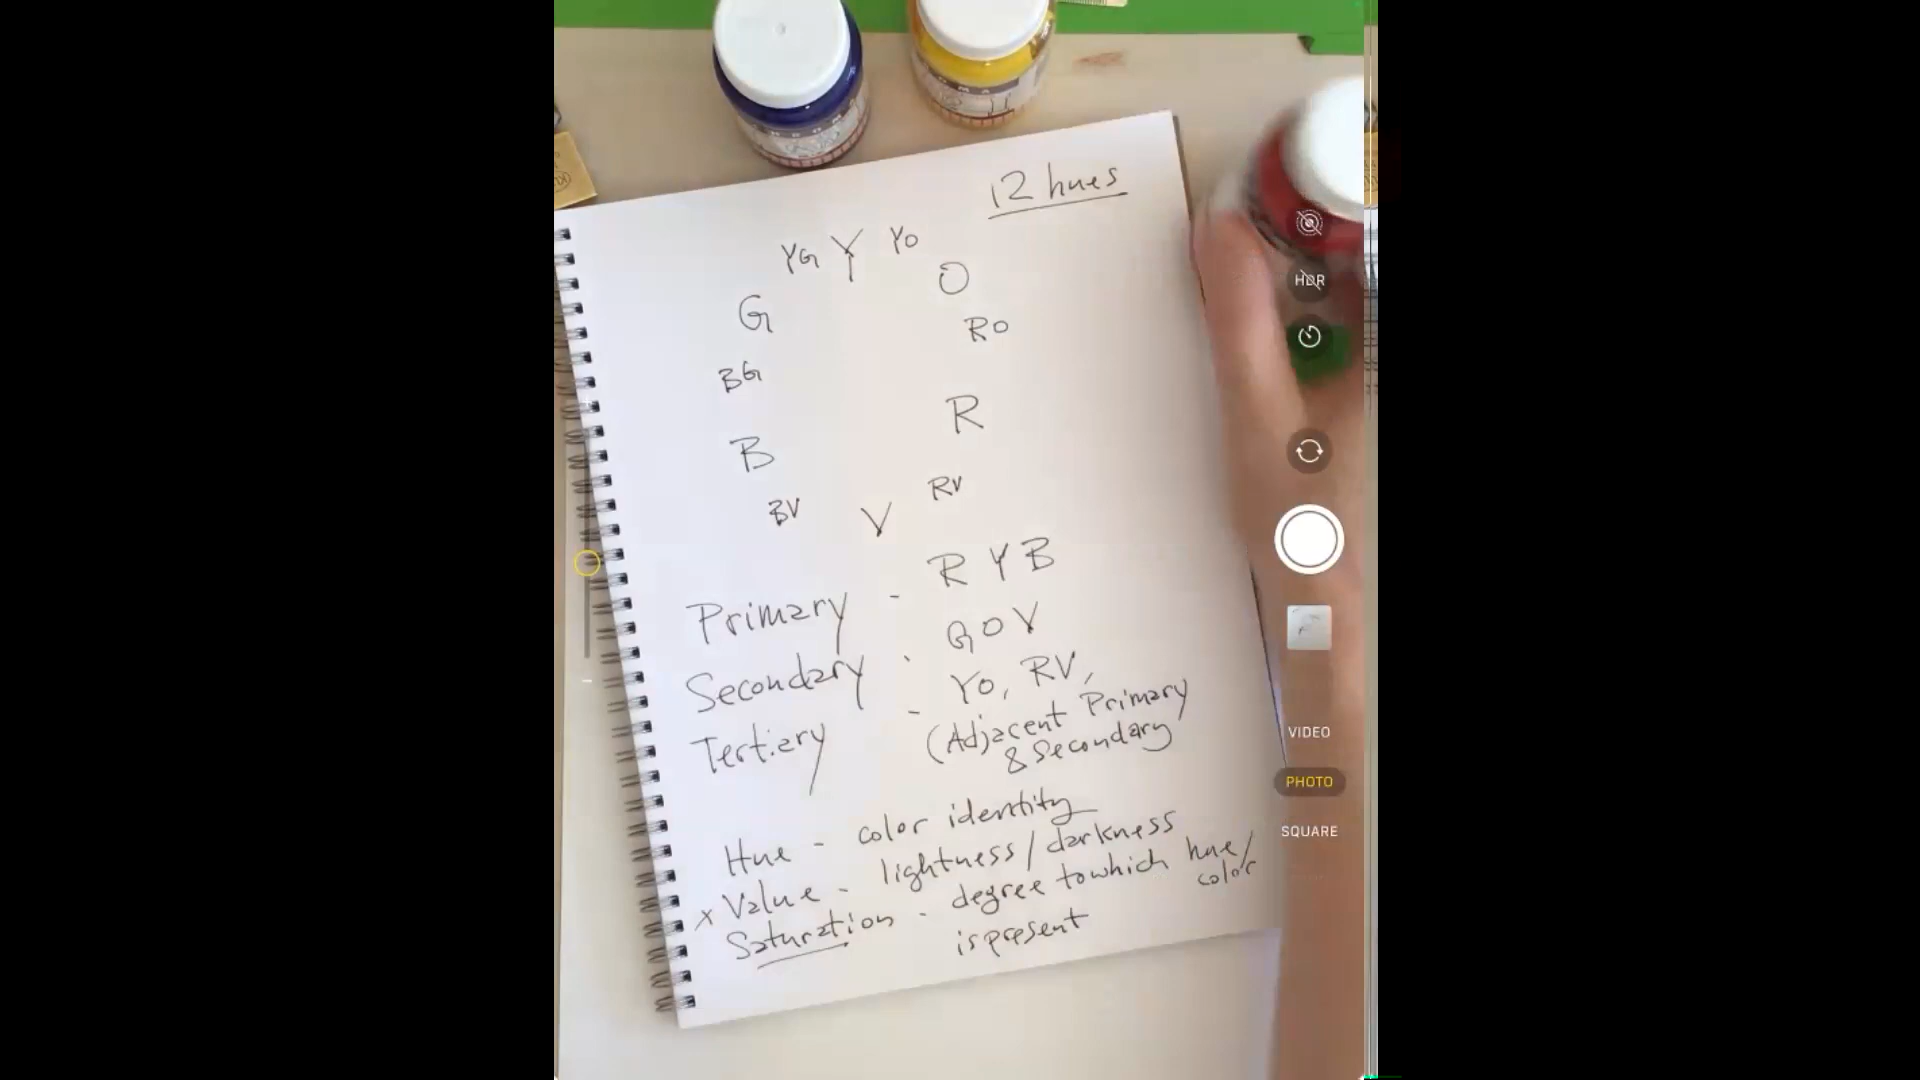 12 hues
YG Y YO
G O
RO
BG
R
B
RV
BV V
Primary - R Y B
Secondary - G O V
Tertiary - YO, RV,
(Adjacent Primary
& Secondary
Hue - color identity
x Value - lightness/darkness
Saturation - degree to which hue/
color
is present
HDR
VIDEO
PHOTO
SQUARE